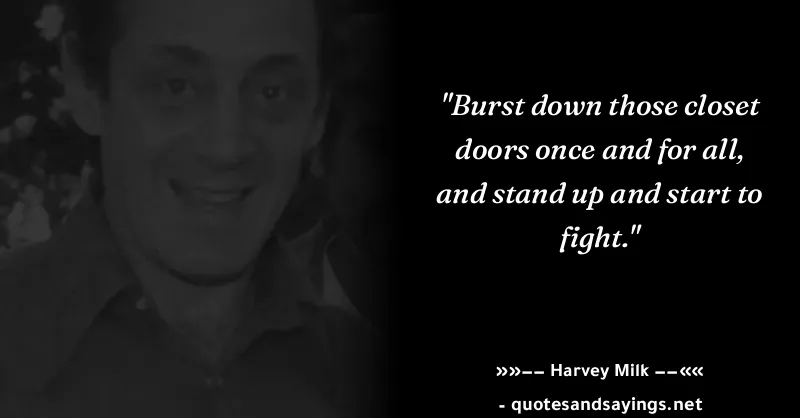 "Burst down those closet
doors once and for all,
and stand up and start to
fight."
»»–– Harvey Milk ––««
- quotesandsayings.net